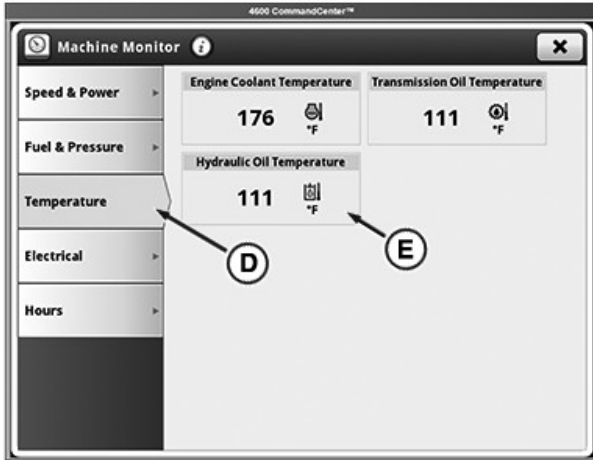 4600 CommandCenter™
Machine Monitor i
Speed & Power
Fuel & Pressure
Temperature
Electrical
Hours
Engine Coolant Temperature
176 °F
Transmission Oil Temperature
111 °F
Hydraulic Oil Temperature
111 °F
D
E